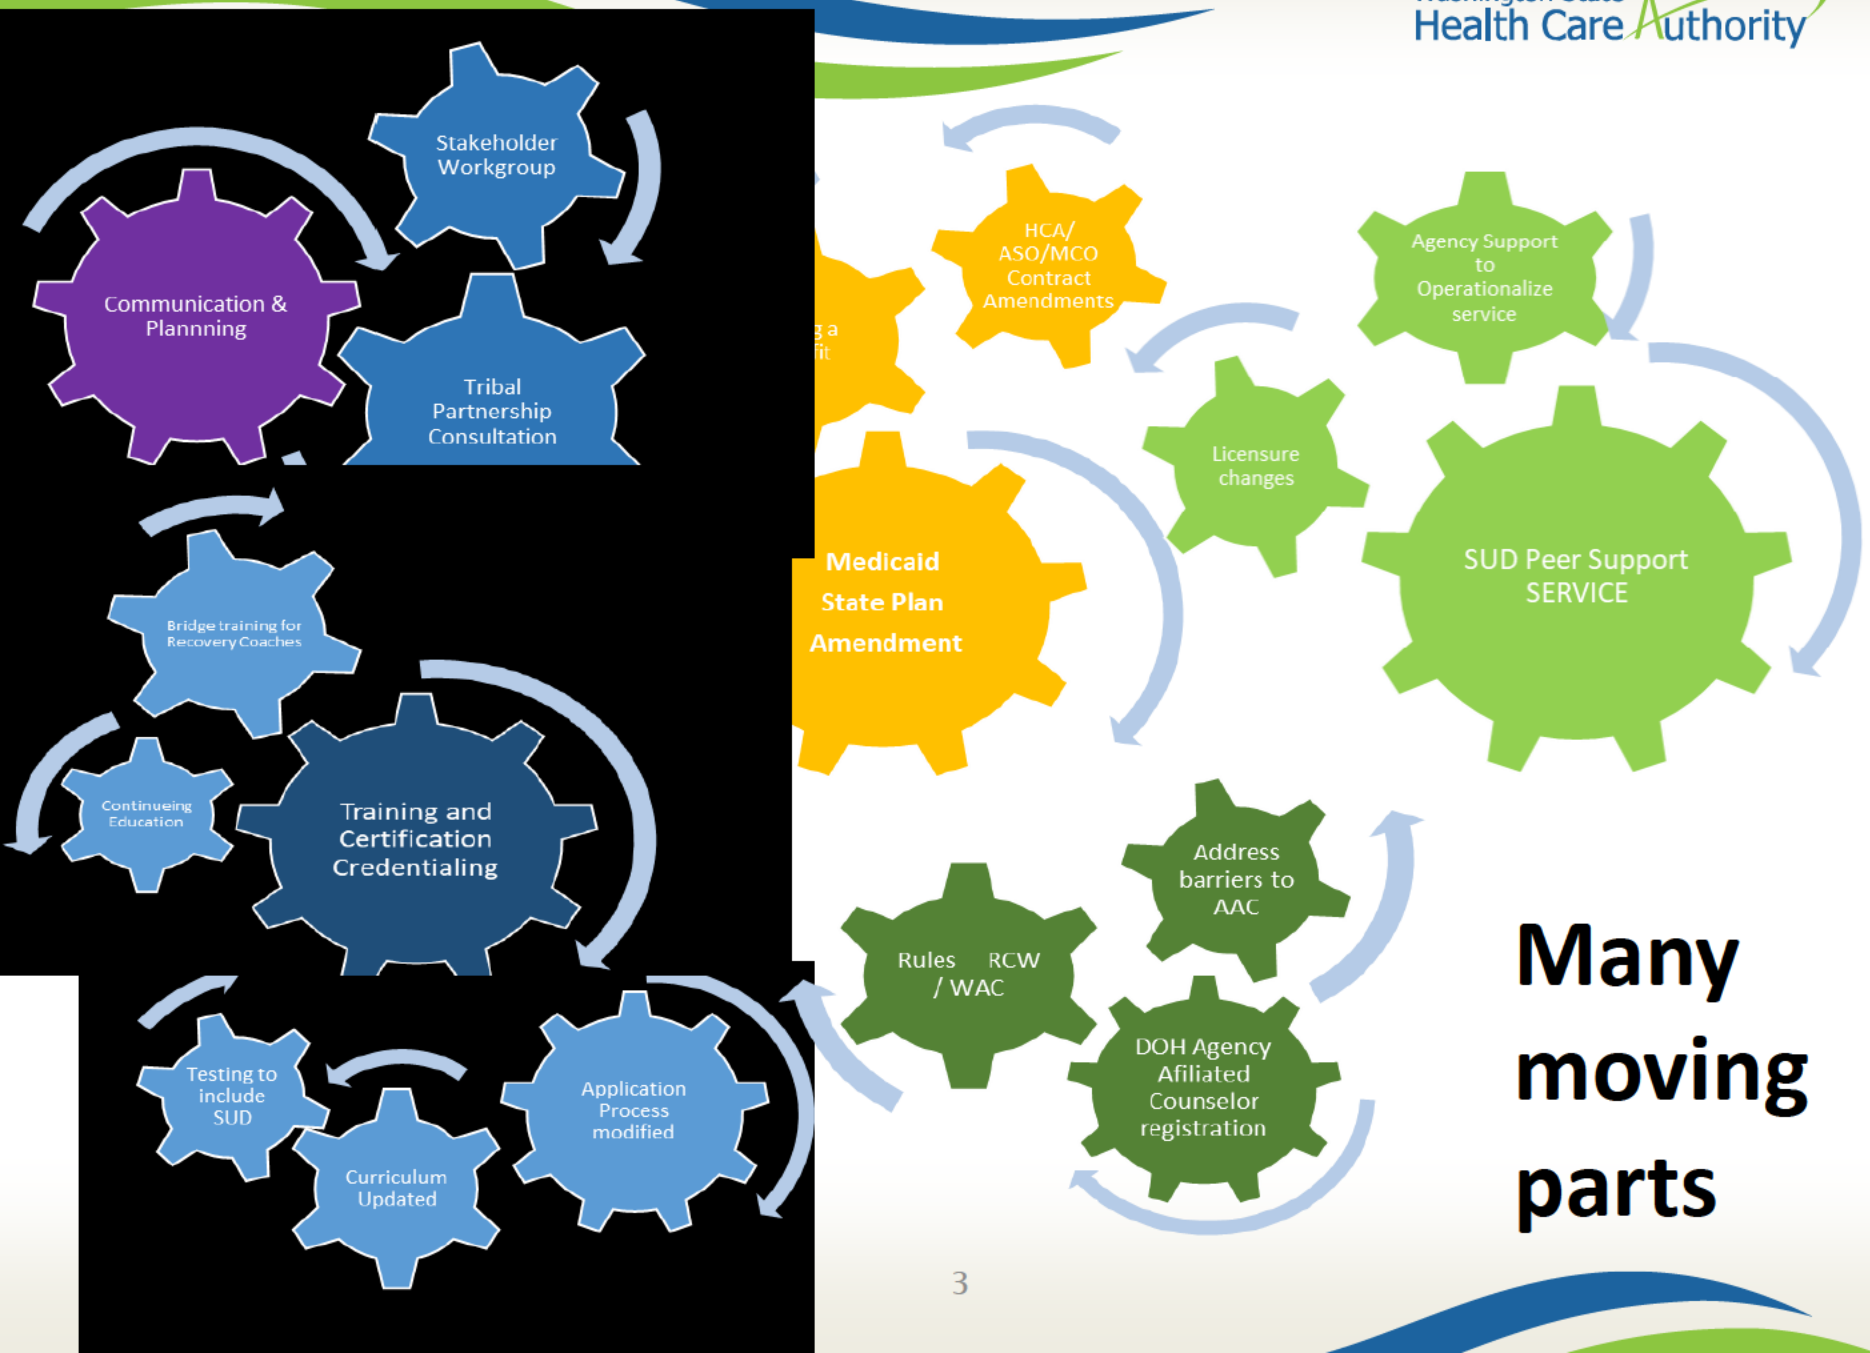 Health Care Authority
Stakeholder
Workgroup
Communication &
Plannning
Tribal
Partnership
Consultation
HCA/
ASO/MCO
Contract
Amendments
Agency Support
to
Operationalize
service
Licensure
changes
SUD Peer Support
SERVICE
Medicaid
State Plan
Amendment
Bridge training for
Recovery Coaches
Continueing
Education
Training and
Certification
Credentialing
Address
barriers to
AAC
Rules RCW
/ WAC
DOH Agency
Afiliated
Counselor
registration
Testing to
include
SUD
Curriculum
Updated
Application
Process
modified
Many
moving
parts
3